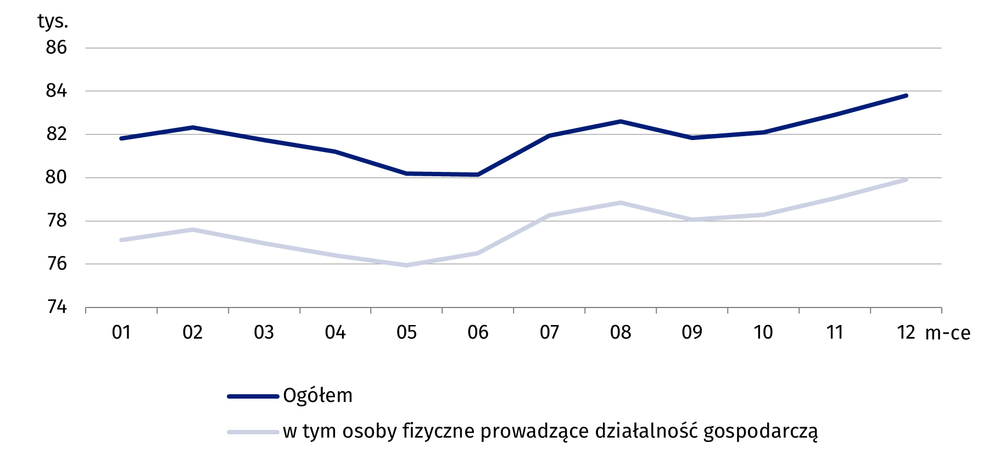 tys.
86
84
82
80
78
76
74
01 02 03 04 05 06 07 08 09 10 11 12 m-ce
Ogółem
w tym osoby fizyczne prowadzące działalność gospodarczą